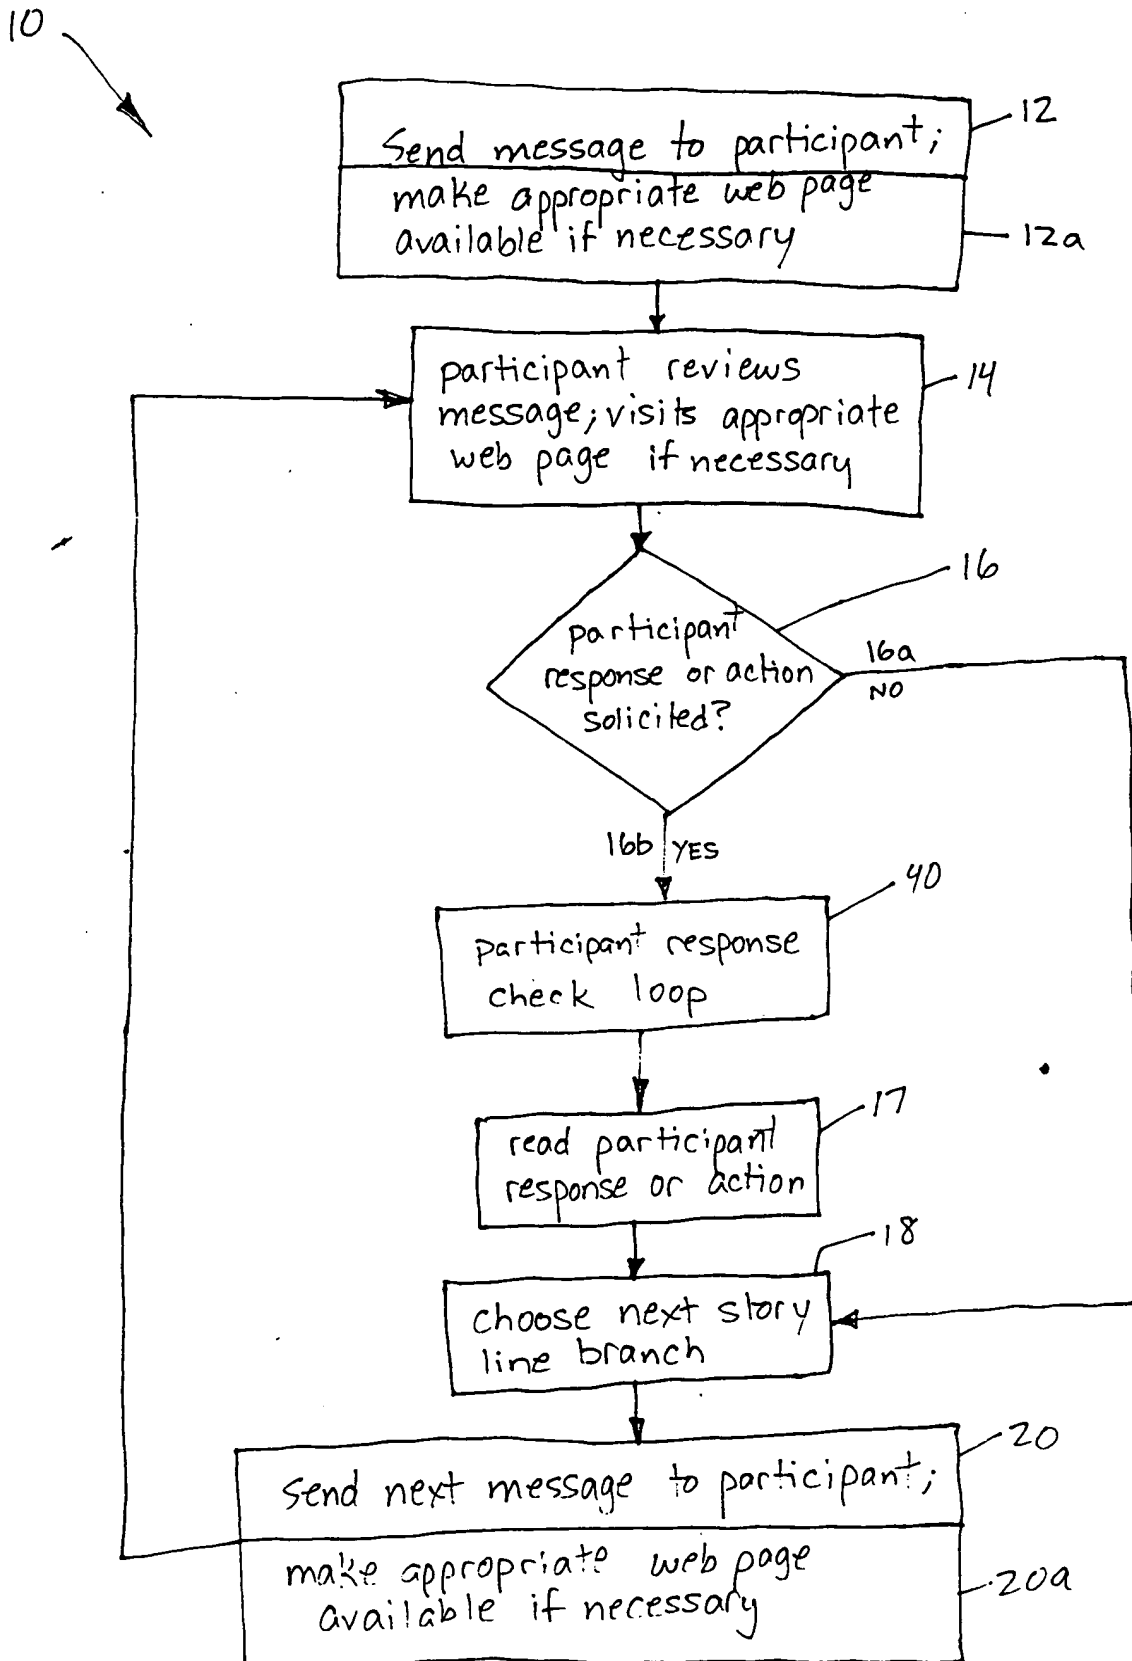 10
Send message to participant;
12
make appropriate web page
available if necessary
12a
participant reviews
message; visits appropriate
web page if necessary
14
16
participant
response or action
solicited?
16a
NO
16b YES
40
participant response
check loop
17
read participant
response or action
18
choose next story
line branch
20
Send next message to participant;
make appropriate web page
available if necessary
20a